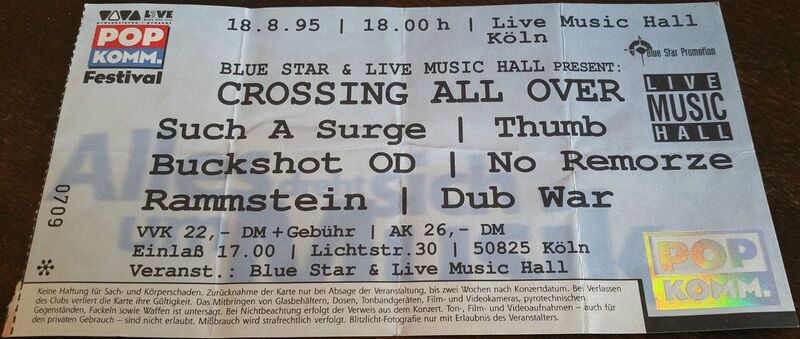 VIVA LIVE
präsentieren - present
POP
KOMM.
Festival
18.8.95 | 18.00 h | Live Music Hall
Köln
Blue Star Promotion
BLUE STAR & LIVE MUSIC HALL PRESENT:
CROSSING ALL OVER
LIVE
MUSIC
HALL
Such A Surge | Thumb
Buckshot OD | No Remorze
Rammstein | Dub War
0709
VVK 22,- DM + Gebühr | AK 26,- DM
Einlaß 17.00 | Lichtstr.30 | 50825 Köln
Veranst.: Blue Star & Live Music Hall
*
POP
KOMM.
Keine Haftung für Sach- und Körperschaden. Zurücknahme der Karte nur bei Absage der Veranstaltung, bis zwei Wochen nach Konzertdatum. Bei Verlassen
des Clubs verliert die Karte ihre Gültigkeit. Das Mitbringen von Glasbehältern, Dosen, Tonbandgeräten, Film- und Videokameras, pyrotechnischen
Gegenständen, Fackeln sowie Waffen ist untersagt. Bei Nichtbeachtung erfolgt der Verweis aus dem Konzert. Ton-, Film- und Videoaufnahmen – auch für
den privaten Gebrauch – sind nicht erlaubt. Mißbrauch wird strafrechtlich verfolgt. Blitzlicht-Fotografie nur mit Erlaubnis des Veranstalters.